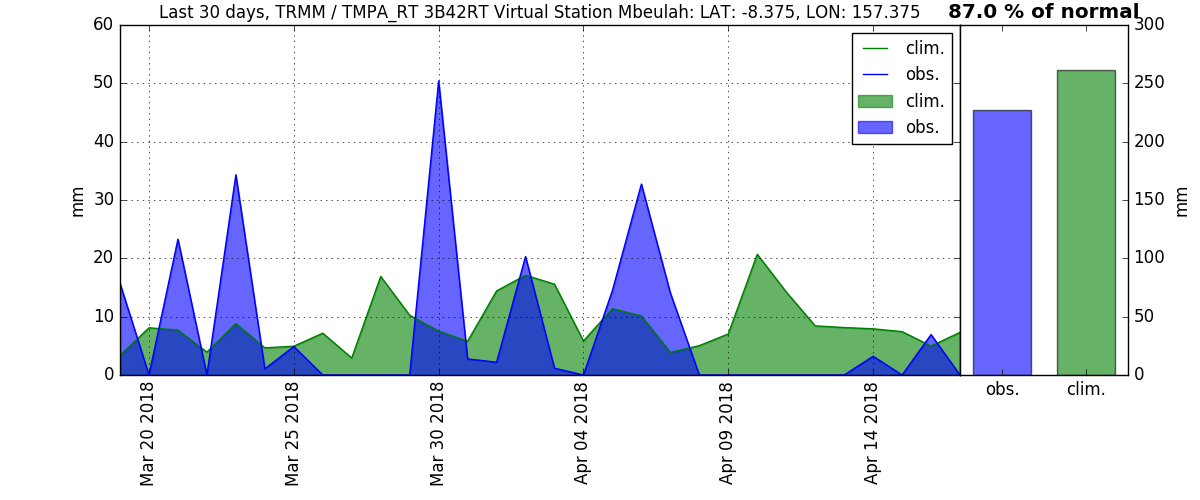 Last 30 days, TRMM / TMPA_RT 3B42RT Virtual Station Mbeulah: LAT: -8.375, LON: 157.375
87.0 % of normal
60
50
40
30
20
10
0
mm
clim.
obs.
clim.
obs.
Mar 20 2018
Mar 25 2018
Mar 30 2018
Apr 04 2018
Apr 09 2018
Apr 14 2018
300
250
200
150
100
50
0
mm
obs.
clim.